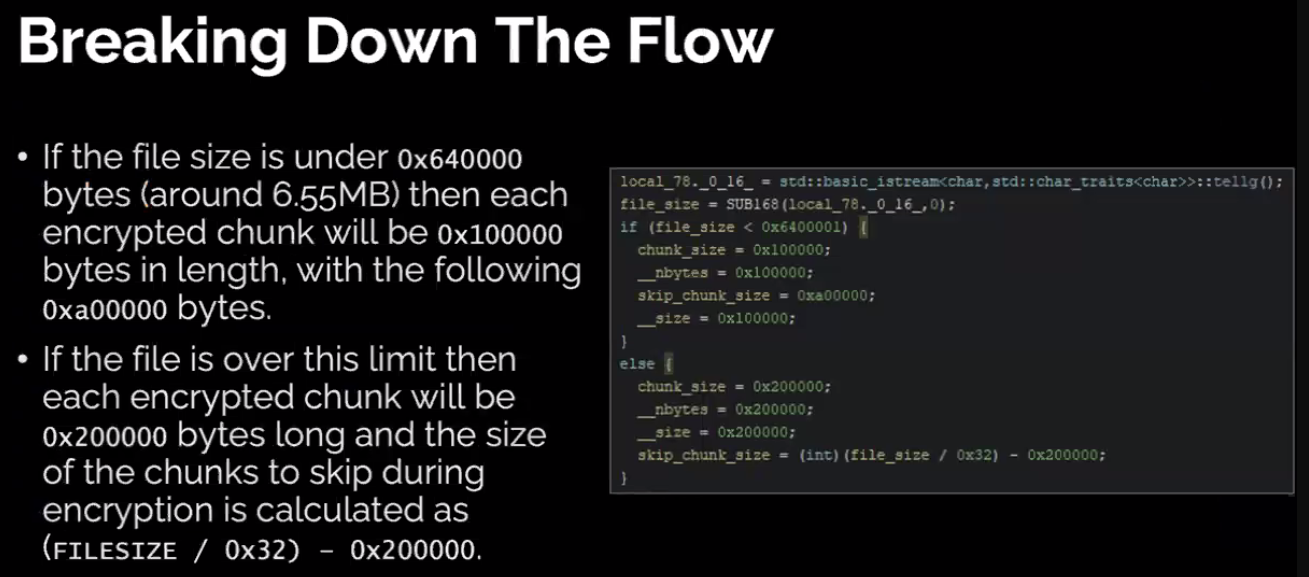 Breaking Down The Flow
• If the file size is under 0x640000
bytes (around 6.55MB) then each
encrypted chunk will be 0x100000
bytes in length, with the following
0xa00000 bytes.
• If the file is over this limit then
each encrypted chunk will be
0x200000 bytes long and the size
of the chunks to skip during
encryption is calculated as
(FILESIZE / 0x32) – 0x200000.
local_78._0_16_ = std::basic_istream<char,std::char_traits<char>>::tellg();
file_size = SUB168(local_78._0_16_,0);
if (file_size < 0x6400001) {
chunk_size = 0x100000;
__nbytes = 0x100000;
skip_chunk_size = 0xa00000;
__size = 0x100000;
}
else {
chunk_size = 0x200000;
__nbytes = 0x200000;
__size = 0x200000;
skip_chunk_size = (int)(file_size / 0x32) - 0x200000;
}